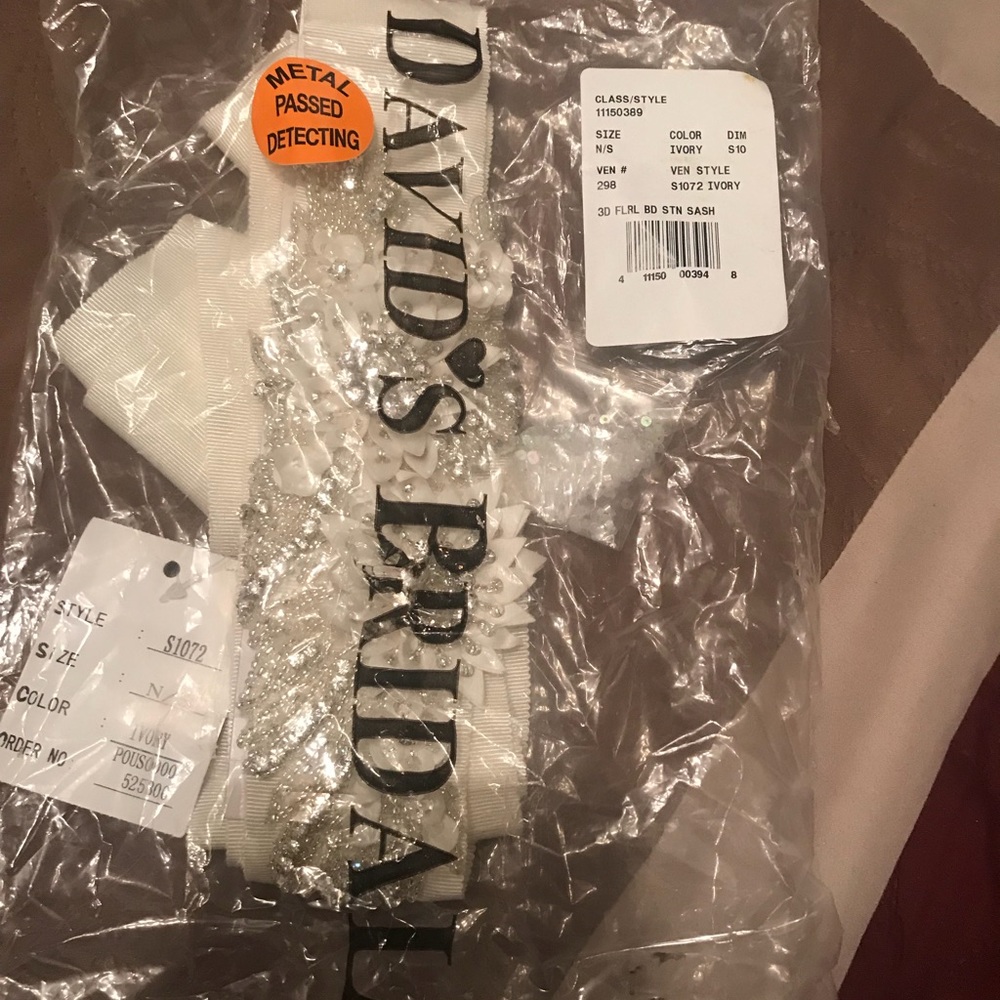 METAL
PASSED
DETECTING
DAVID'S BRIDAL
CLASS/STYLE
11150389
SIZE COLOR DIM
N/S IVORY S10
VEN # VEN STYLE
298 S1072 IVORY
3D FLRL BD STN SASH
4 11150 00394 8
STYLE : S1072
SIZE : N/
COLOR : IVORY
ORDER NO